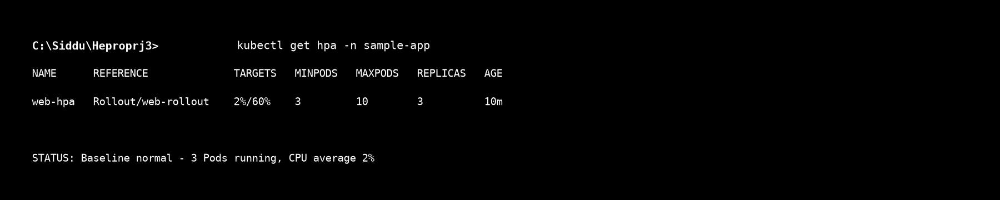 C:\Siddu\Heproprj3> kubectl get hpa -n sample-app
NAME REFERENCE TARGETS MINPODS MAXPODS REPLICAS AGE
web-hpa Rollout/web-rollout 2%/60% 3 10 3 10m
STATUS: Baseline normal - 3 Pods running, CPU average 2%